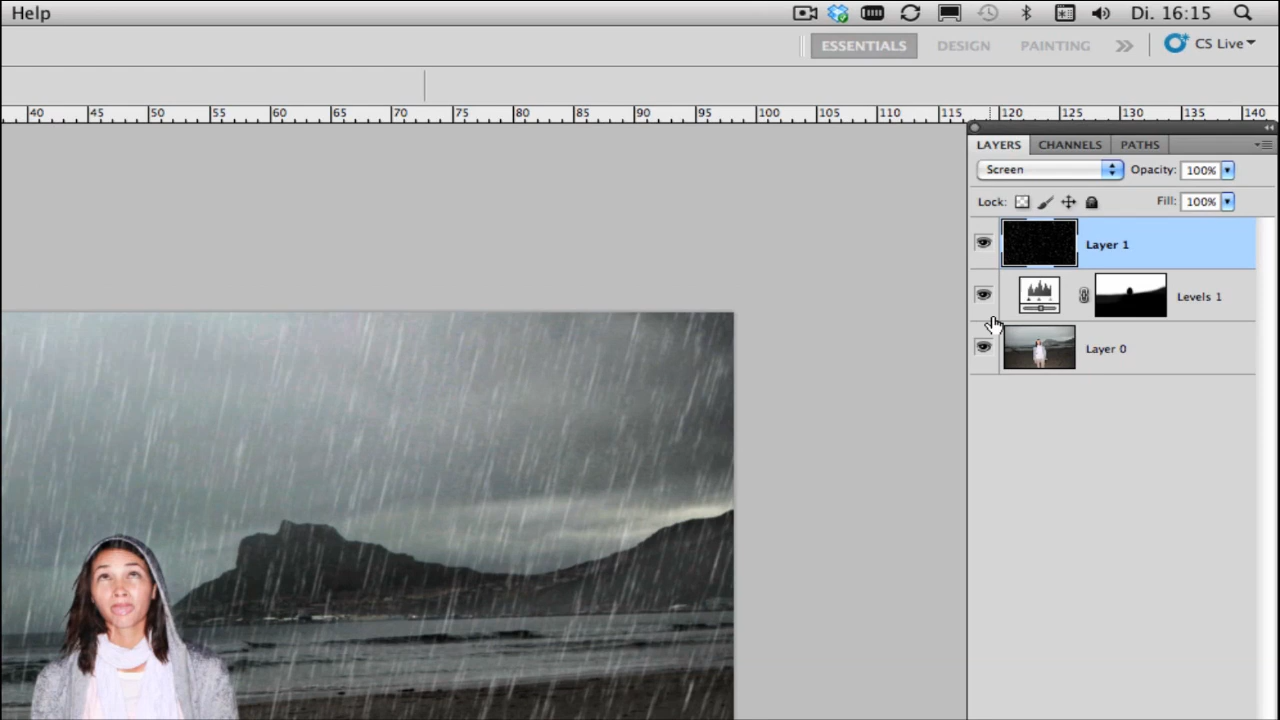 Help Di. 16:15
ESSENTIALS DESIGN PAINTING CS Live
40 45 50 55 60 65 70 75 80 85 90 95 100 105 110 115 120 125 130 135 140
LAYERS CHANNELS PATHS
Screen Opacity: 100%
Lock: Fill: 100%
Layer 1
Levels 1
Layer 0